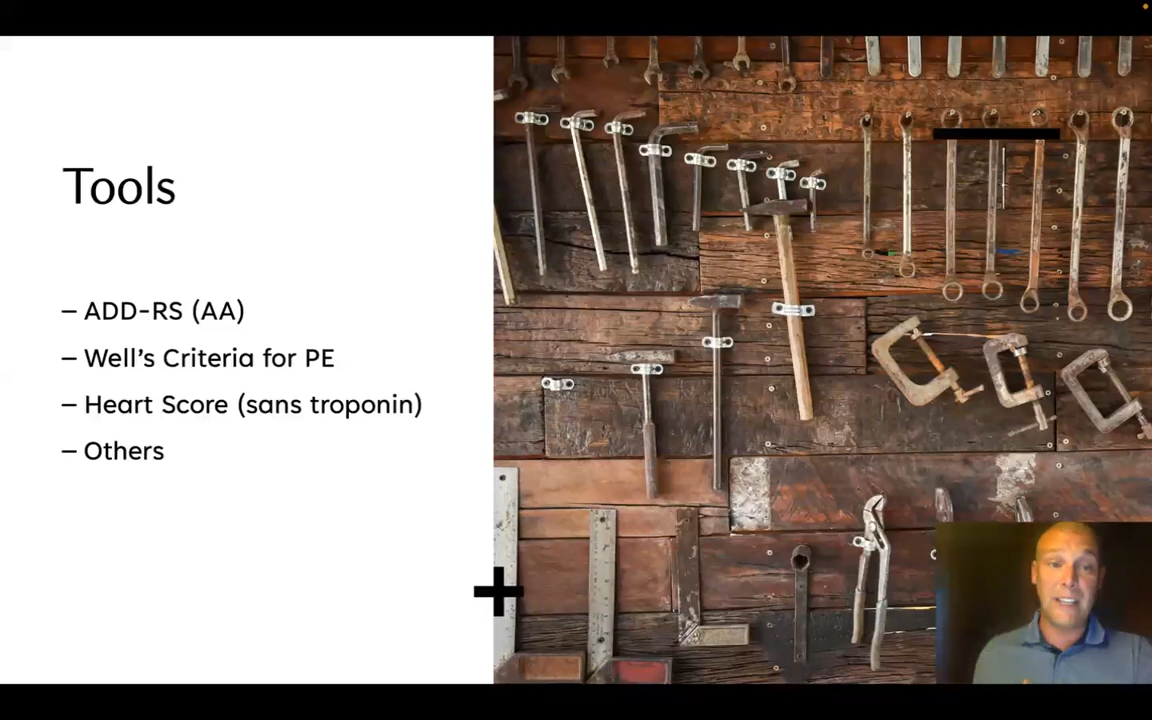 Tools
– ADD-RS (AA)
– Well’s Criteria for PE
– Heart Score (sans troponin)
– Others